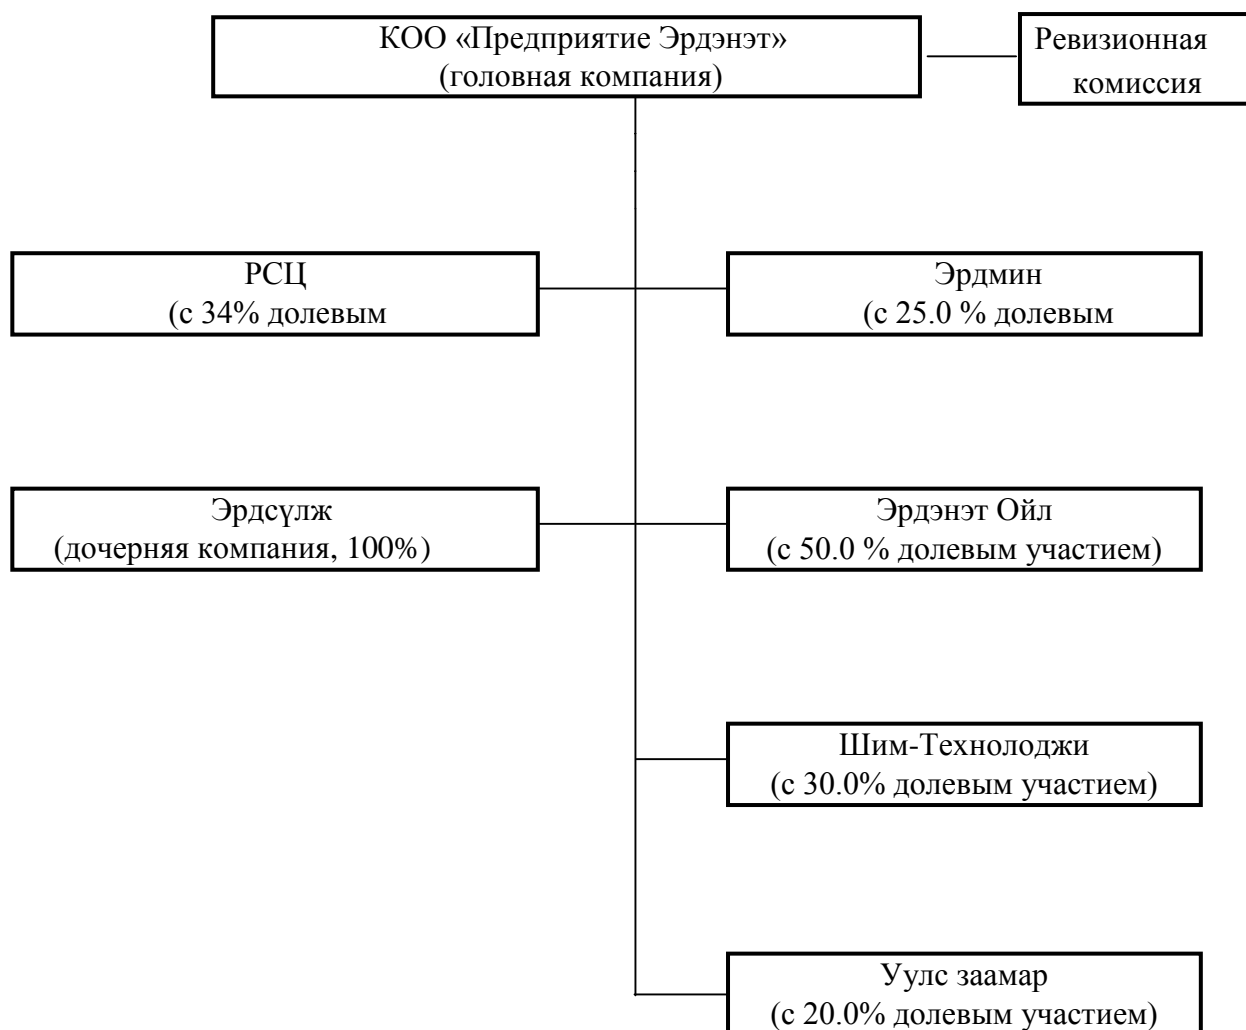 КОО «Предприятие Эрдэнэт»
(головная компания)
Ревизионная
комиссия
РСЦ
(с 34% долевым
Эрдмин
(с 25.0 % долевым
Эрдсүлж
(дочерняя компания, 100%)
Эрдэнэт Ойл
(с 50.0 % долевым участием)
Шим-Технолоджи
(с 30.0% долевым участием)
Уулс заамар
(с 20.0% долевым участием)